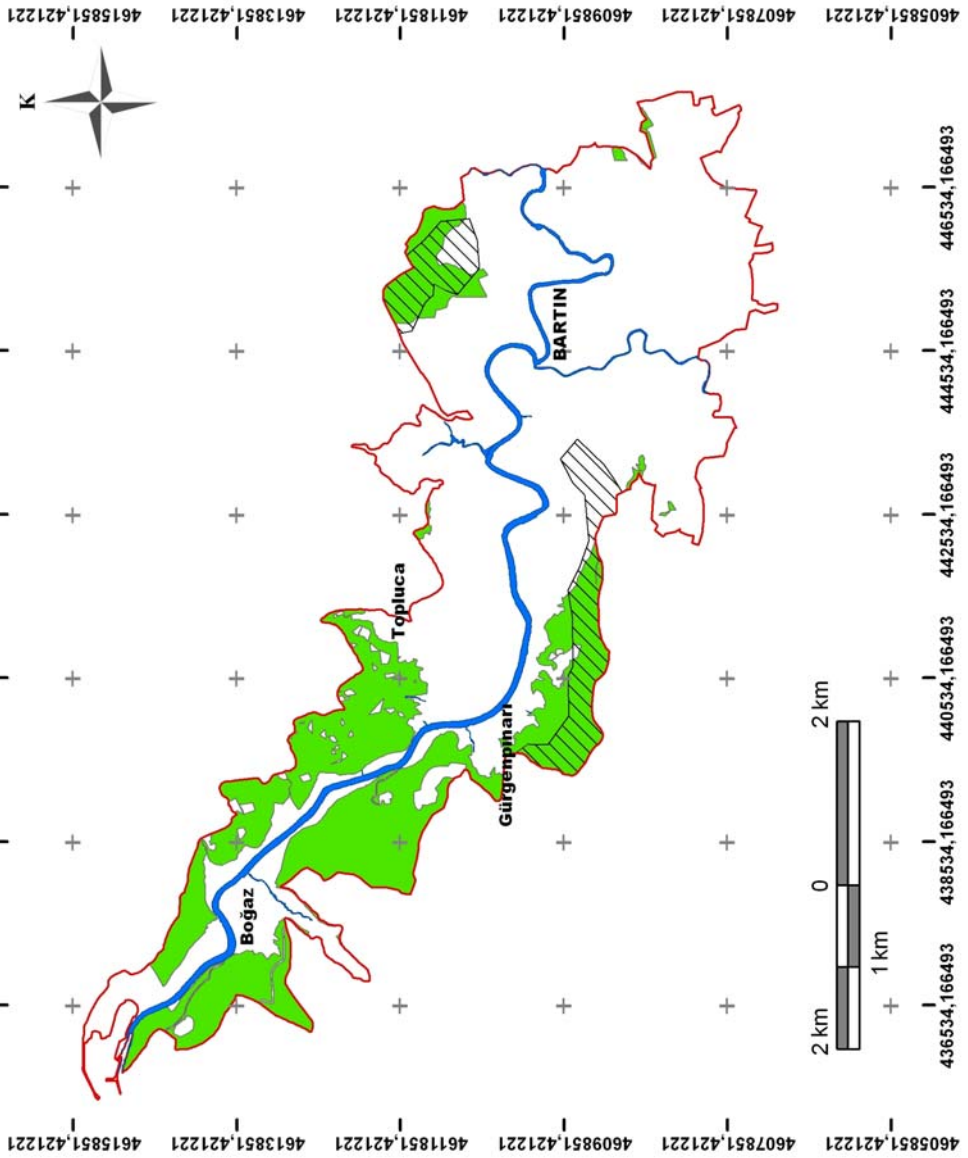 4615851,421221
4613851,421221
4611851,421221
4609851,421221
4607851,421221
4605851,421221
K
BARTIN
Topluca
Gürgenpınarı
Boğaz
2 km
0
2 km
1 km
436534,166493
438534,166493
440534,166493
442534,166493
444534,166493
446534,166493
4615851,421221
4613851,421221
4611851,421221
4609851,421221
4607851,421221
4605851,421221